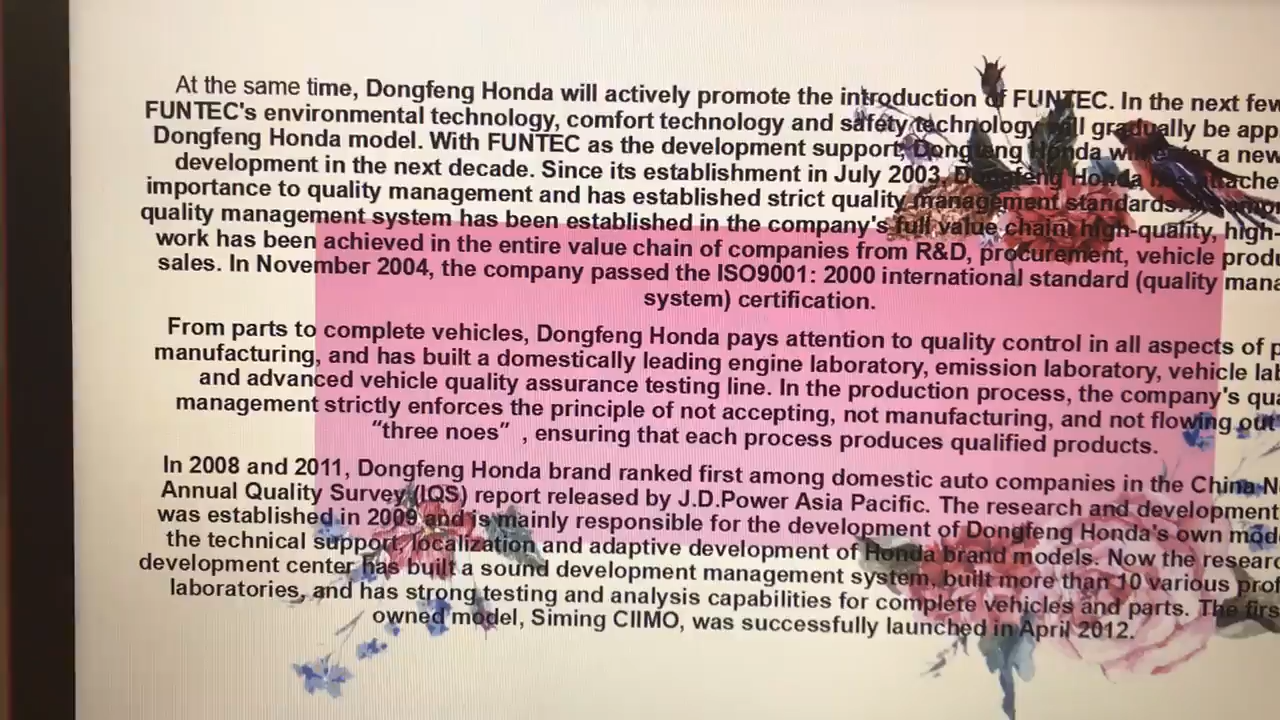 At the same time, Dongfeng Honda will actively promote the introduction of FUNTEC. In the next few
FUNTEC's environmental technology, comfort technology and safety technology will gradually be app
Dongfeng Honda model. With FUNTEC as the development support, Dongfeng Honda will enter a new
development in the next decade. Since its establishment in July 2003, Dongfeng Honda
importance to quality management and has established strict quality management standards.
quality management system has been established in the company's full value chain; high-quality, high-
work has been achieved in the entire value chain of companies from R&D, procurement, vehicle produ
sales. In November 2004, the company passed the ISO9001: 2000 international standard (quality mana
system) certification.
From parts to complete vehicles, Dongfeng Honda pays attention to quality control in all aspects of p
manufacturing, and has built a domestically leading engine laboratory, emission laboratory, vehicle lab
and advanced vehicle quality assurance testing line. In the production process, the company's qua
management strictly enforces the principle of not accepting, not manufacturing, and not flowing out
“three noes” , ensuring that each process produces qualified products.
In 2008 and 2011, Dongfeng Honda brand ranked first among domestic auto companies in the China N
Annual Quality Survey (IQS) report released by J.D.Power Asia Pacific. The research and development
was established in 2009 and is mainly responsible for the development of Dongfeng Honda's own mode
the technical support, localization and adaptive development of Honda brand models. Now the researc
development center has built a sound development management system, built more than 10 various prof
laboratories, and has strong testing and analysis capabilities for complete vehicles and parts. The firs
owned model, Siming CIIMO, was successfully launched in April 2012.